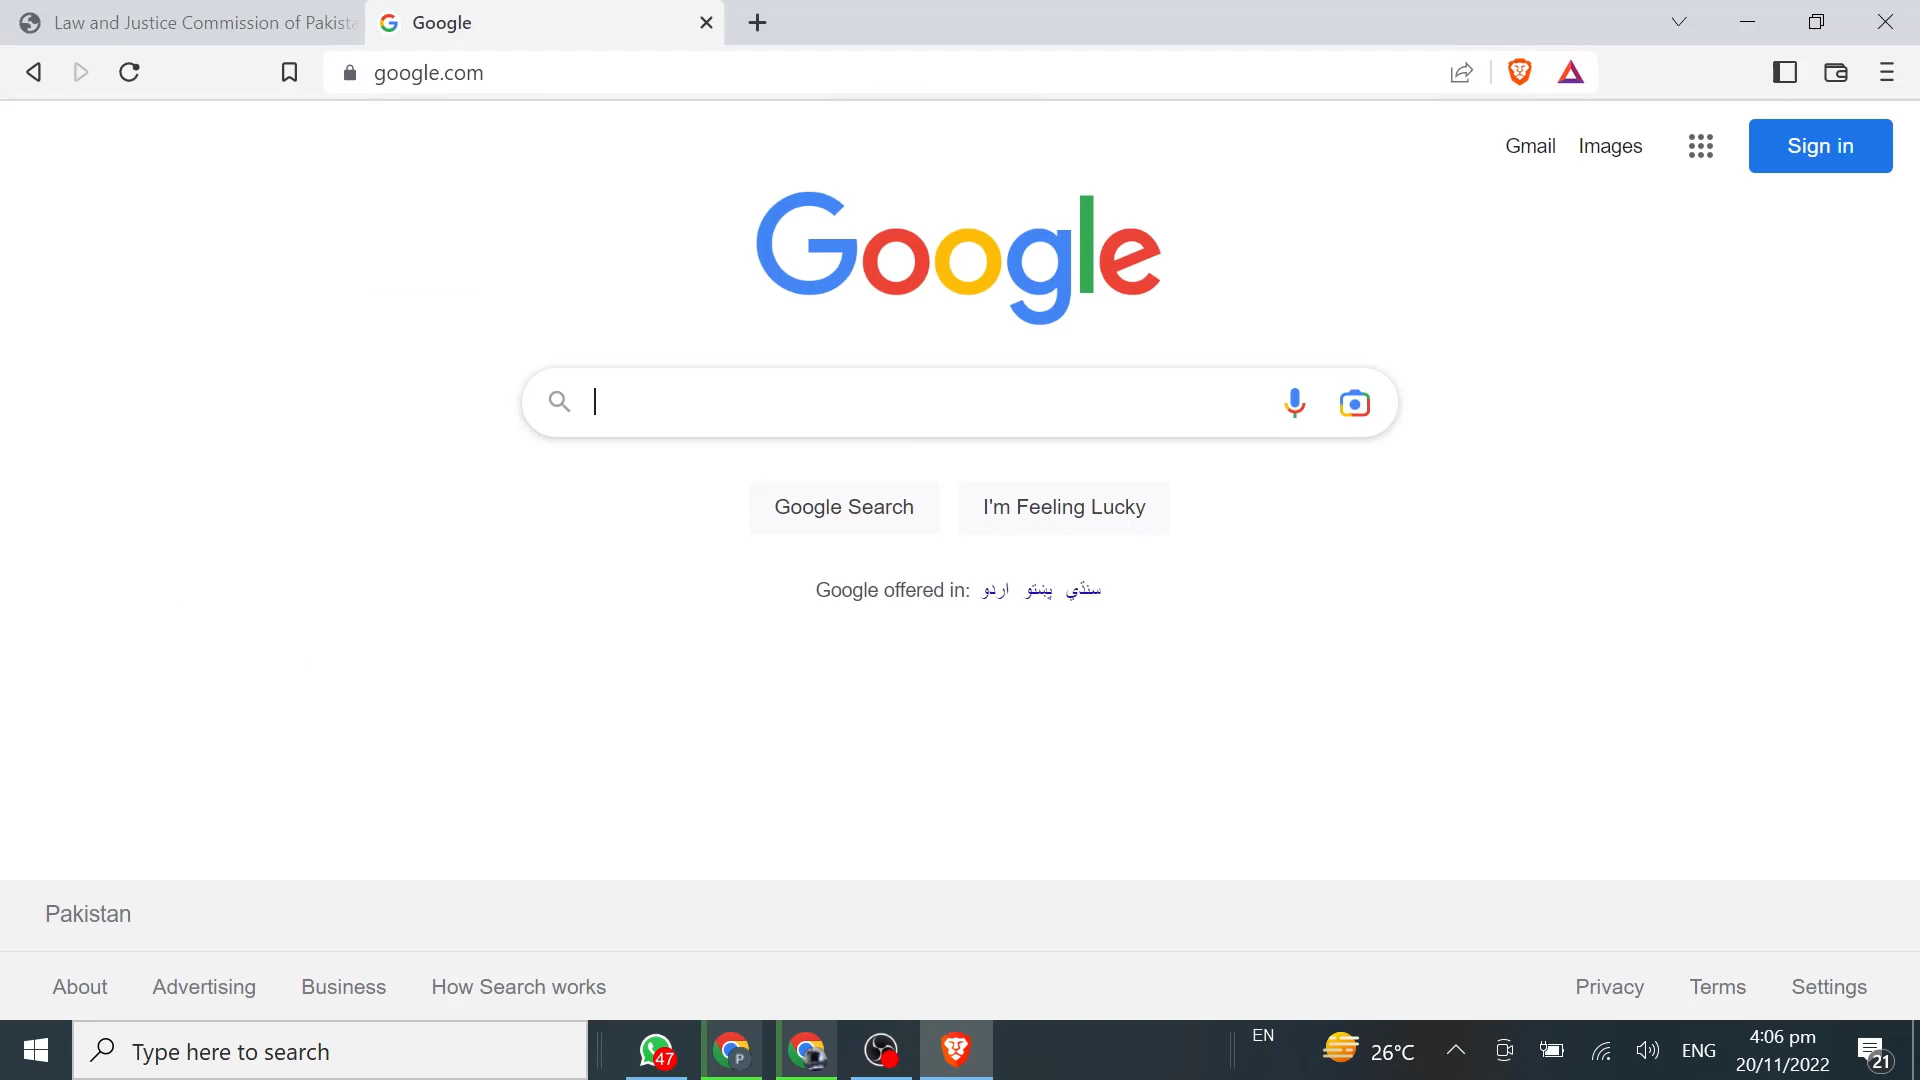 Law and Justice Commission of Pakista
Google
google.com
Gmail Images Sign in
Google
Google Search I'm Feeling Lucky
Google offered in: اردو پښتو سنڌي
Pakistan
About Advertising Business How Search works Privacy Terms Settings
Type here to search
47
P
EN
26°C
ENG
4:06 pm
20/11/2022
21